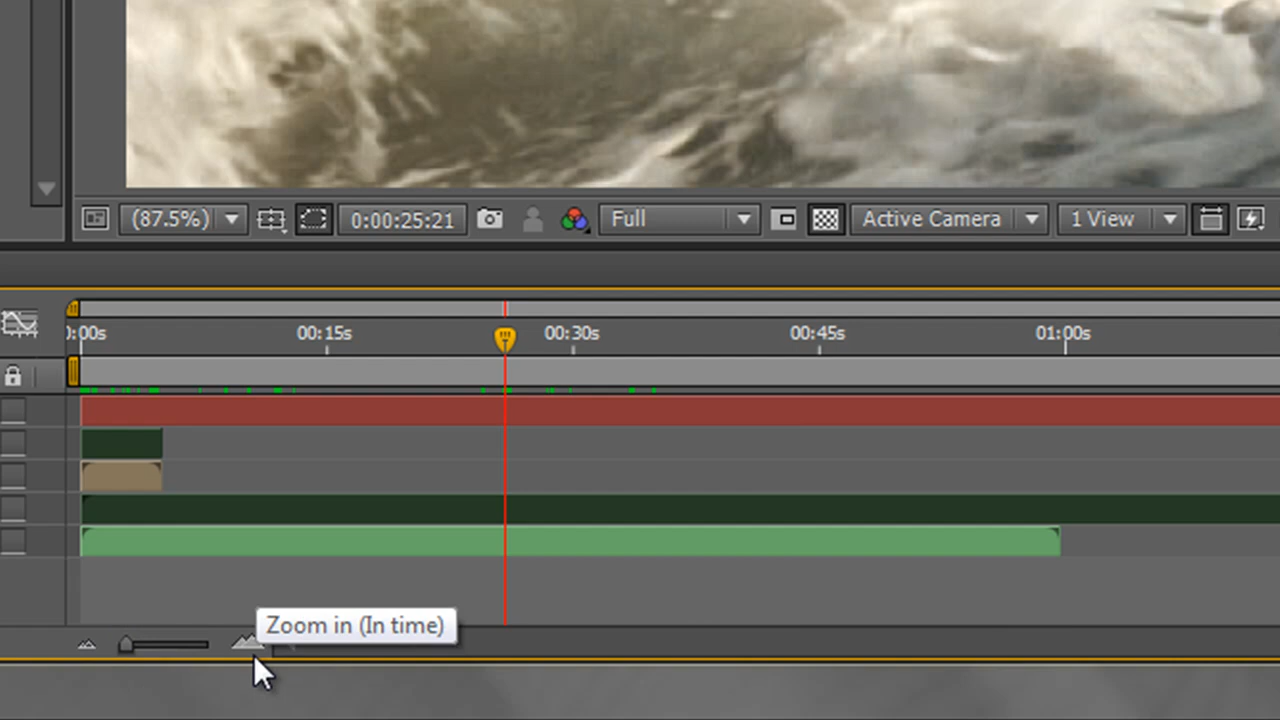 (87.5%) 0:00:25:21 Full Active Camera 1 View
):00s 00:15s 00:30s 00:45s 01:00s
Zoom in (In time)